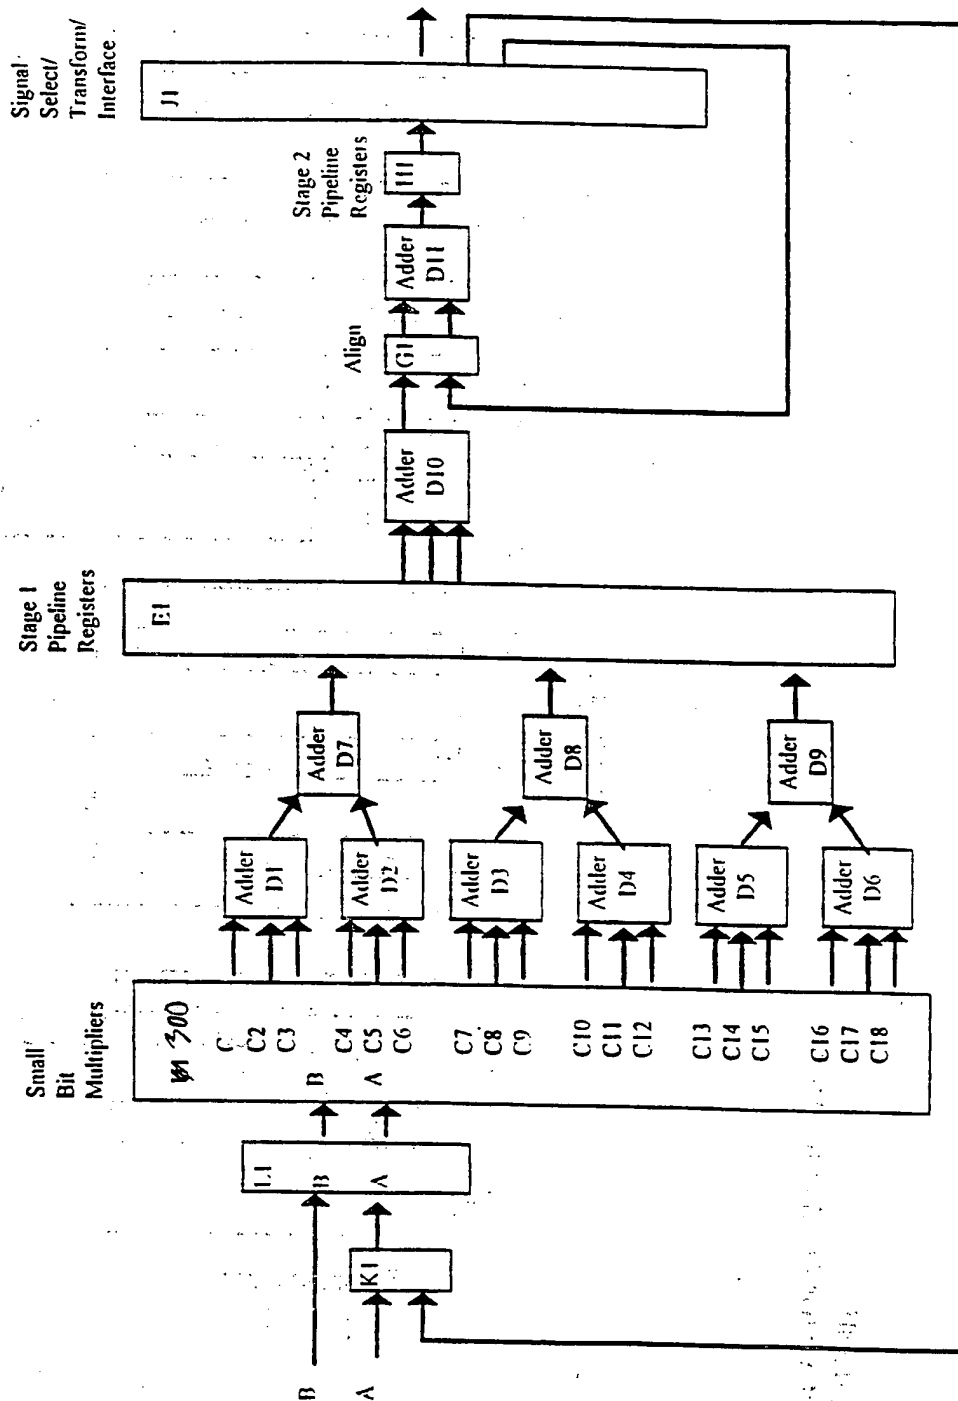 Signal
Select/
Transform/
Interface
J1
Stage 2
Pipeline
Registers
H1
Adder
D11
Align
G1
Adder
D10
Stage 1
Pipeline
Registers
E1
Adder
D7
Adder
D8
Adder
D9
Adder
D1
Adder
D2
Adder
D3
Adder
D4
Adder
D5
Adder
D6
Small
Bit
Multipliers
300
C
C2
C3
C4
C5
C6
C7
C8
C9
C10
C11
C12
C13
C14
C15
C16
C17
C18
B
A
L1
B
A
K1
B
A